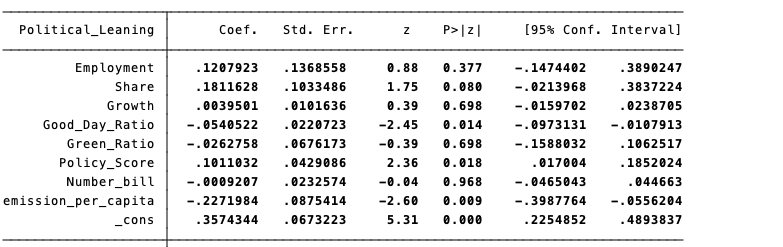 Political_Leaning Coef. Std. Err. z P>|z| [95% Conf. Interval]
Employment .1207923 .1368558 0.88 0.377 -.1474402 .3890247
Share .1811628 .1033486 1.75 0.080 -.0213968 .3837224
Growth .0039501 .0101636 0.39 0.698 -.0159702 .0238705
Good_Day_Ratio -.0540522 .0220723 -2.45 0.014 -.0973131 -.0107913
Green_Ratio -.0262758 .0676173 -0.39 0.698 -.1588032 .1062517
Policy_Score .1011032 .0429086 2.36 0.018 .017004 .1852024
Number_bill -.0009207 .0232574 -0.04 0.968 -.0465043 .044663
emission_per_capita -.2271984 .0875414 -2.60 0.009 -.3987764 -.0556204
_cons .3574344 .0673223 5.31 0.000 .2254852 .4893837